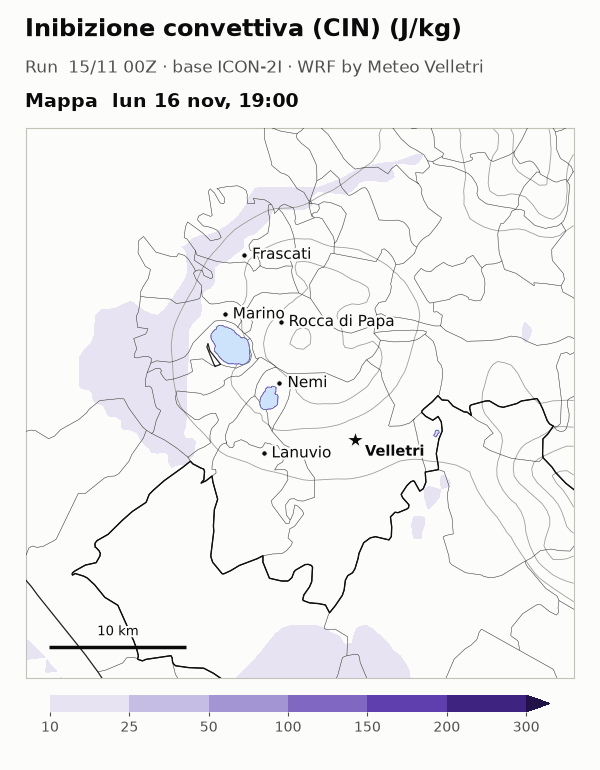 Inibizione convettiva (CIN) (J/kg)
Run  15/11 00Z · base ICON-2I · WRF by Meteo Velletri
Mappa  lun 16 nov, 19:00
Frascati
Marino
Rocca di Papa
Nemi
Velletri
Lanuvio
10 km
10 25 50 100 150 200 300